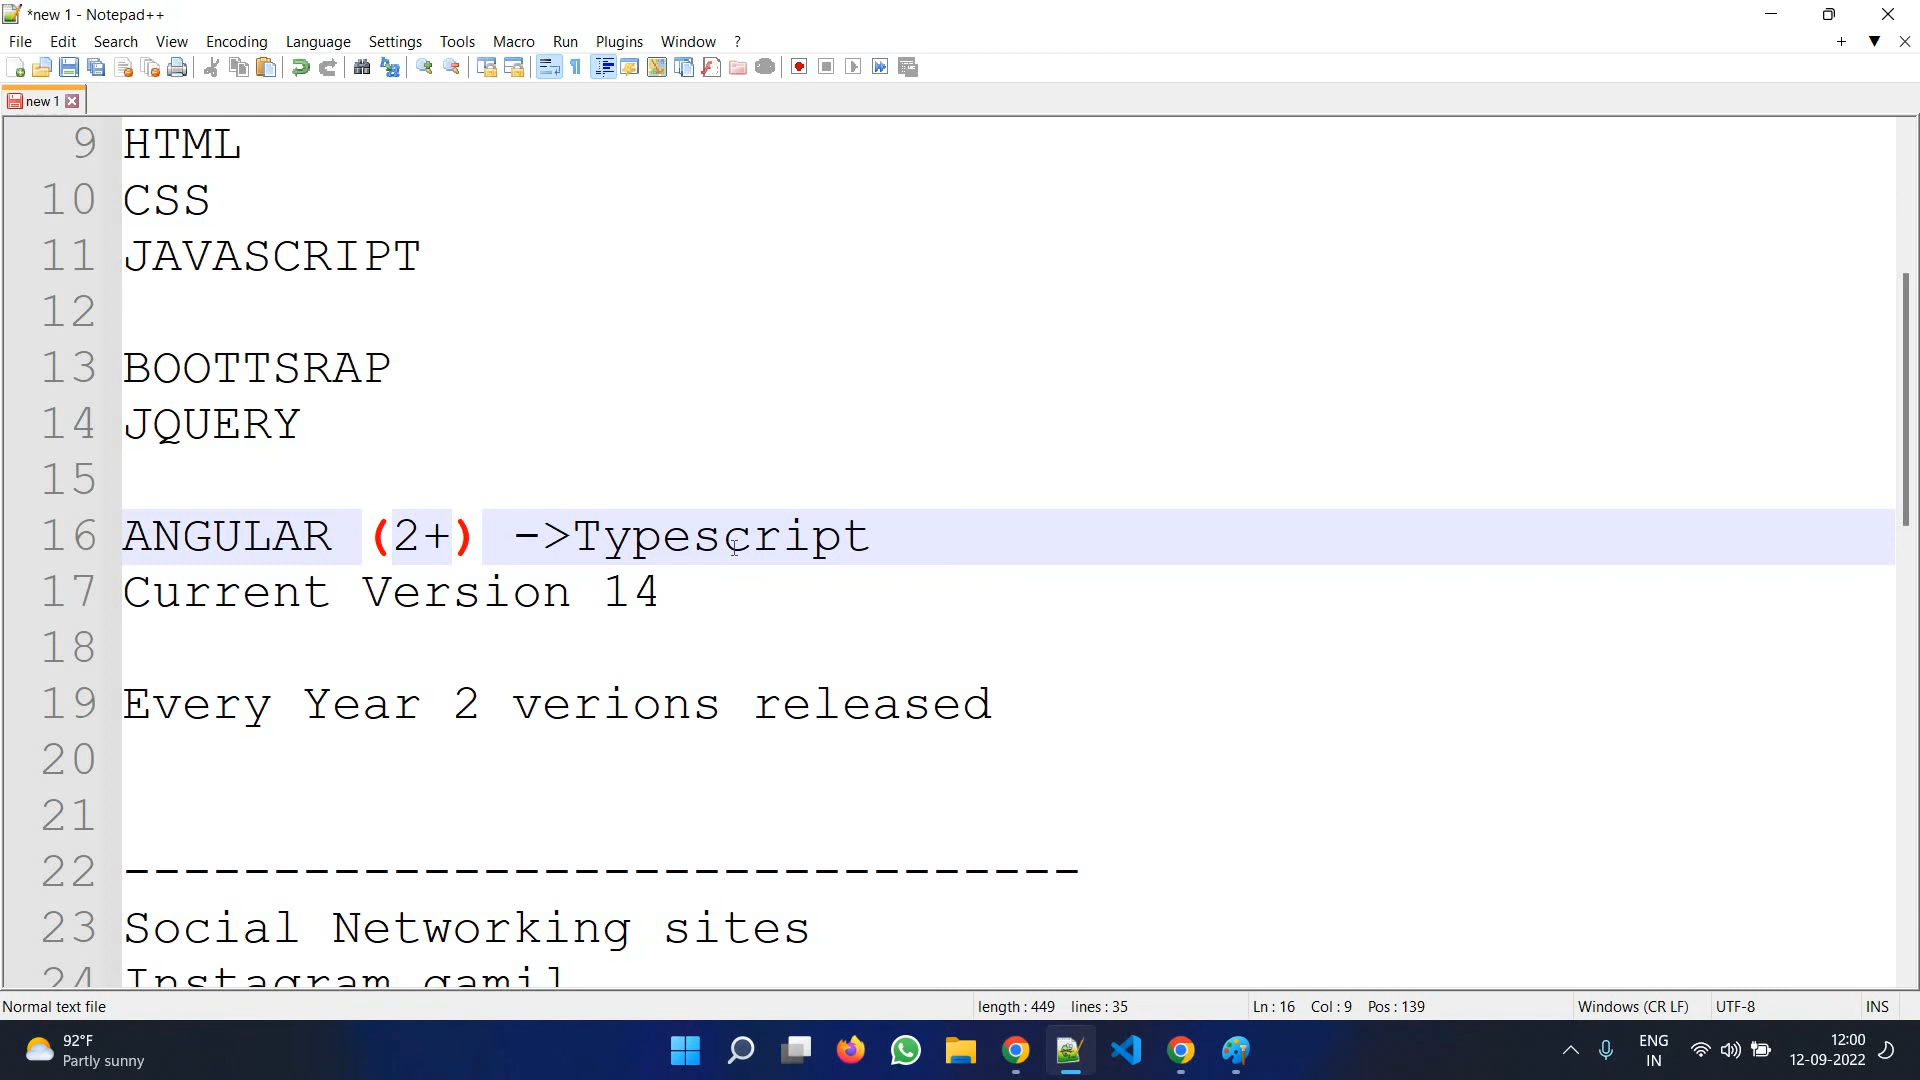 *new 1 - Notepad++
File Edit Search View Encoding Language Settings Tools Macro Run Plugins Window ?
new 1
9 HTML
10 CSS
11 JAVASCRIPT
12
13 BOOTTSRAP
14 JQUERY
15
16 ANGULAR (2+) ->Typescript
17 Current Version 14
18
19 Every Year 2 verions released
20
21
22 --------------------------------
23 Social Networking sites
24 Instagram gamil
Normal text file length : 449 lines : 35 Ln : 16 Col : 9 Pos : 139 Windows (CR LF) UTF-8 INS
92°F
Partly sunny
ENG
IN
12:00
12-09-2022